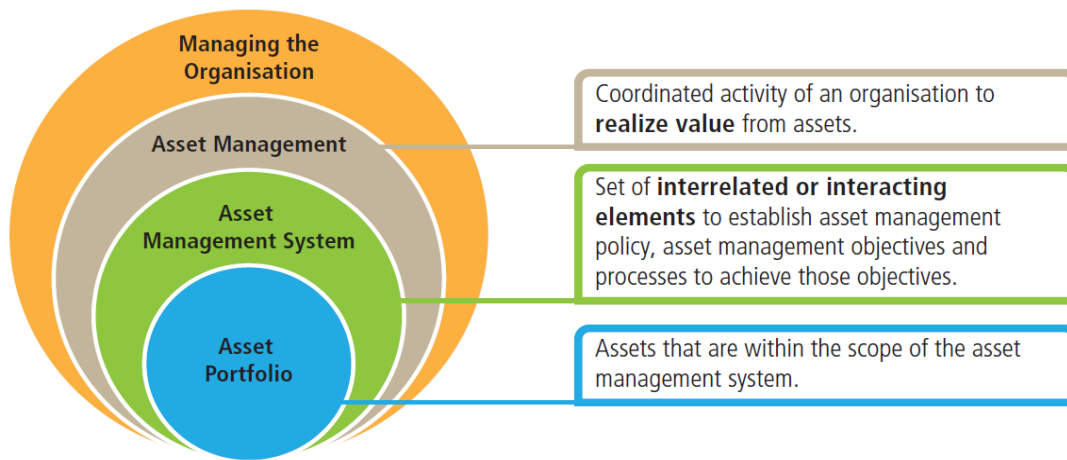 Managing the
Organisation
Asset Management
Asset
Management System
Asset
Portfolio
Coordinated activity of an organisation to
realize value from assets.
Set of interrelated or interacting
elements to establish asset management
policy, asset management objectives and
processes to achieve those objectives.
Assets that are within the scope of the asset
management system.